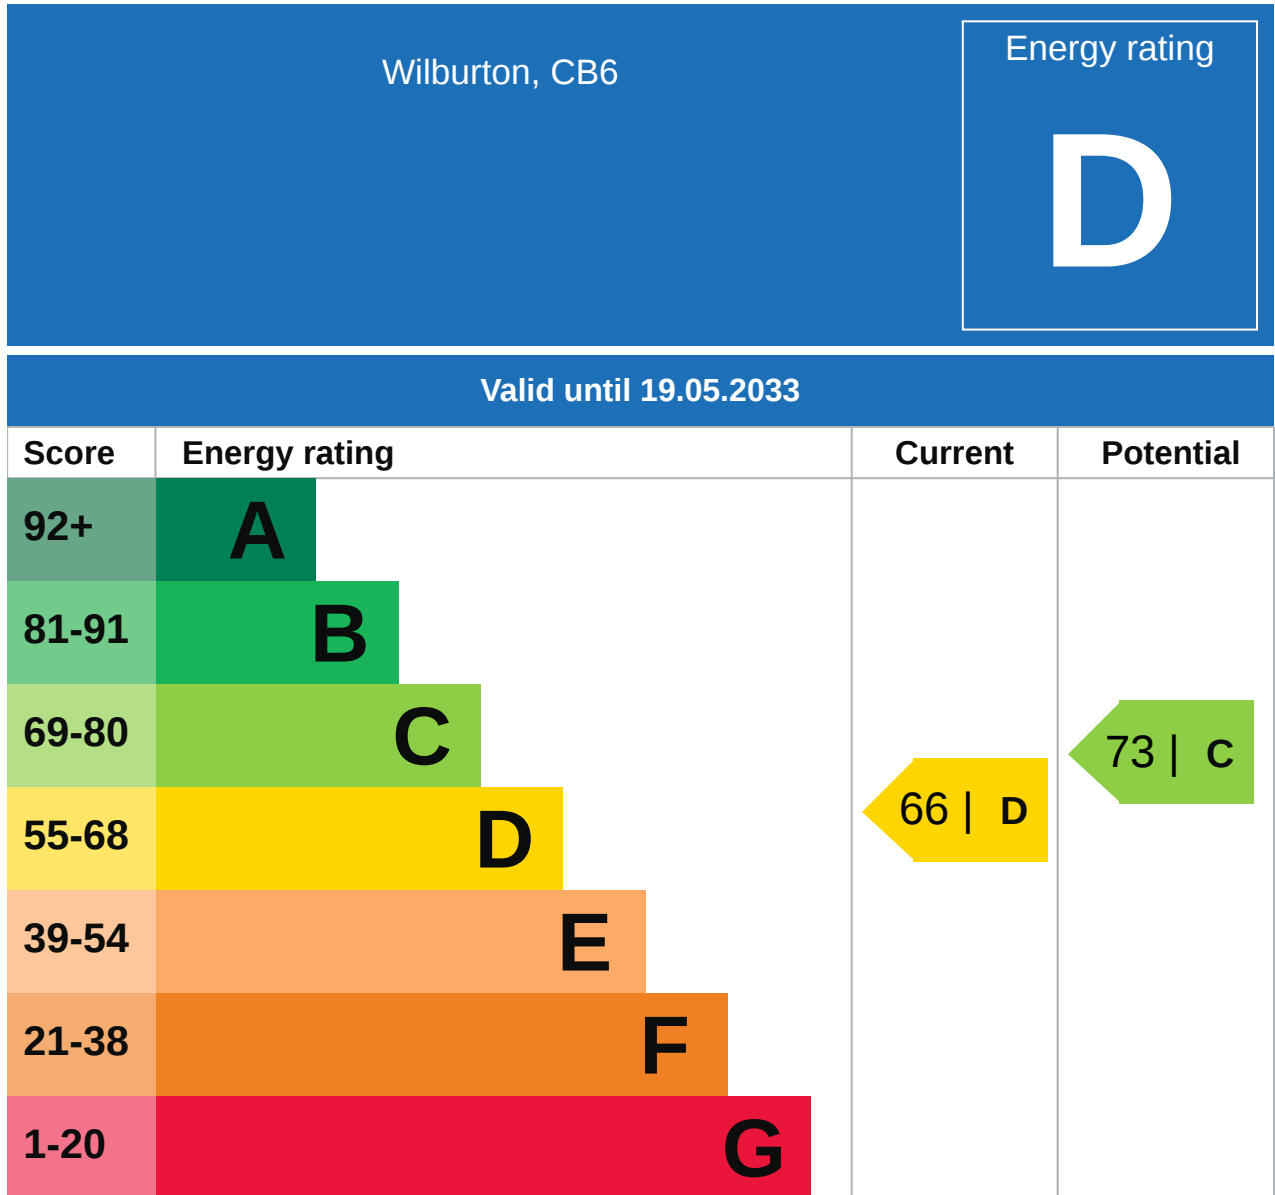 Wilburton, CB6
Energy rating
D
Valid until 19.05.2033
Score Energy rating Current Potential
92+ A
81-91 B
69-80 C
73 | C
55-68 D
66 | D
39-54 E
21-38 F
1-20 G